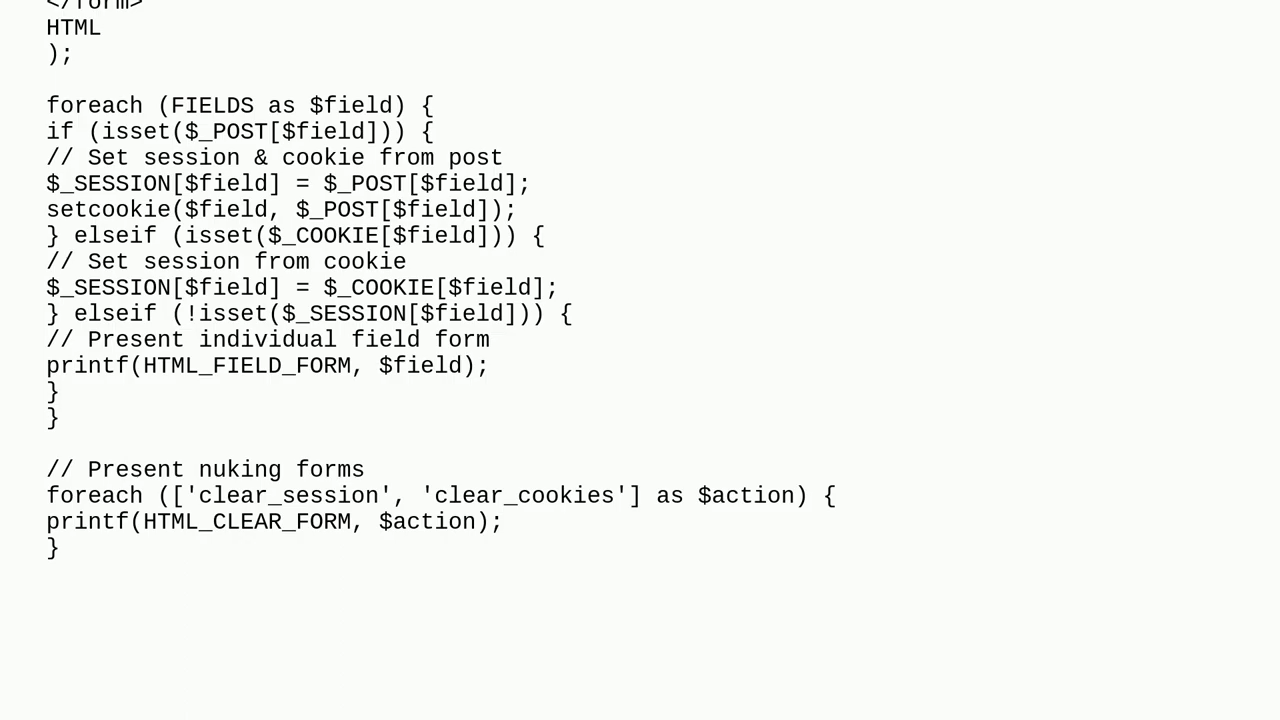 </form>
HTML
);
foreach (FIELDS as $field) {
if (isset($_POST[$field])) {
// Set session & cookie from post
$_SESSION[$field] = $_POST[$field];
setcookie($field, $_POST[$field]);
} elseif (isset($_COOKIE[$field])) {
// Set session from cookie
$_SESSION[$field] = $_COOKIE[$field];
} elseif (!isset($_SESSION[$field])) {
// Present individual field form
printf(HTML_FIELD_FORM, $field);
}
}
// Present nuking forms
foreach (['clear_session', 'clear_cookies'] as $action) {
printf(HTML_CLEAR_FORM, $action);
}